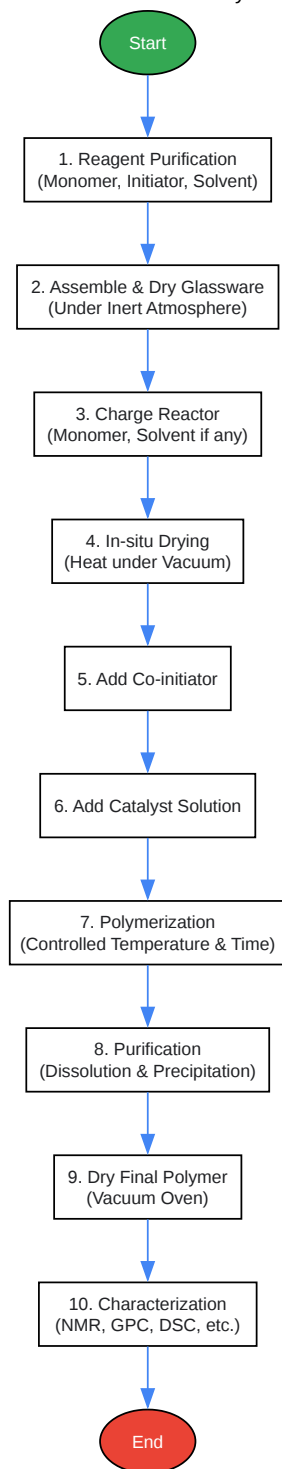 Start
1. Reagent Purification
(Monomer, Initiator, Solvent)
2. Assemble & Dry Glassware
(Under Inert Atmosphere)
3. Charge Reactor
(Monomer, Solvent if any)
4. In-situ Drying
(Heat under Vacuum)
5. Add Co-initiator
6. Add Catalyst Solution
7. Polymerization
(Controlled Temperature & Time)
8. Purification
(Dissolution & Precipitation)
9. Dry Final Polymer
(Vacuum Oven)
10. Characterization
(NMR, GPC, DSC, etc.)
End